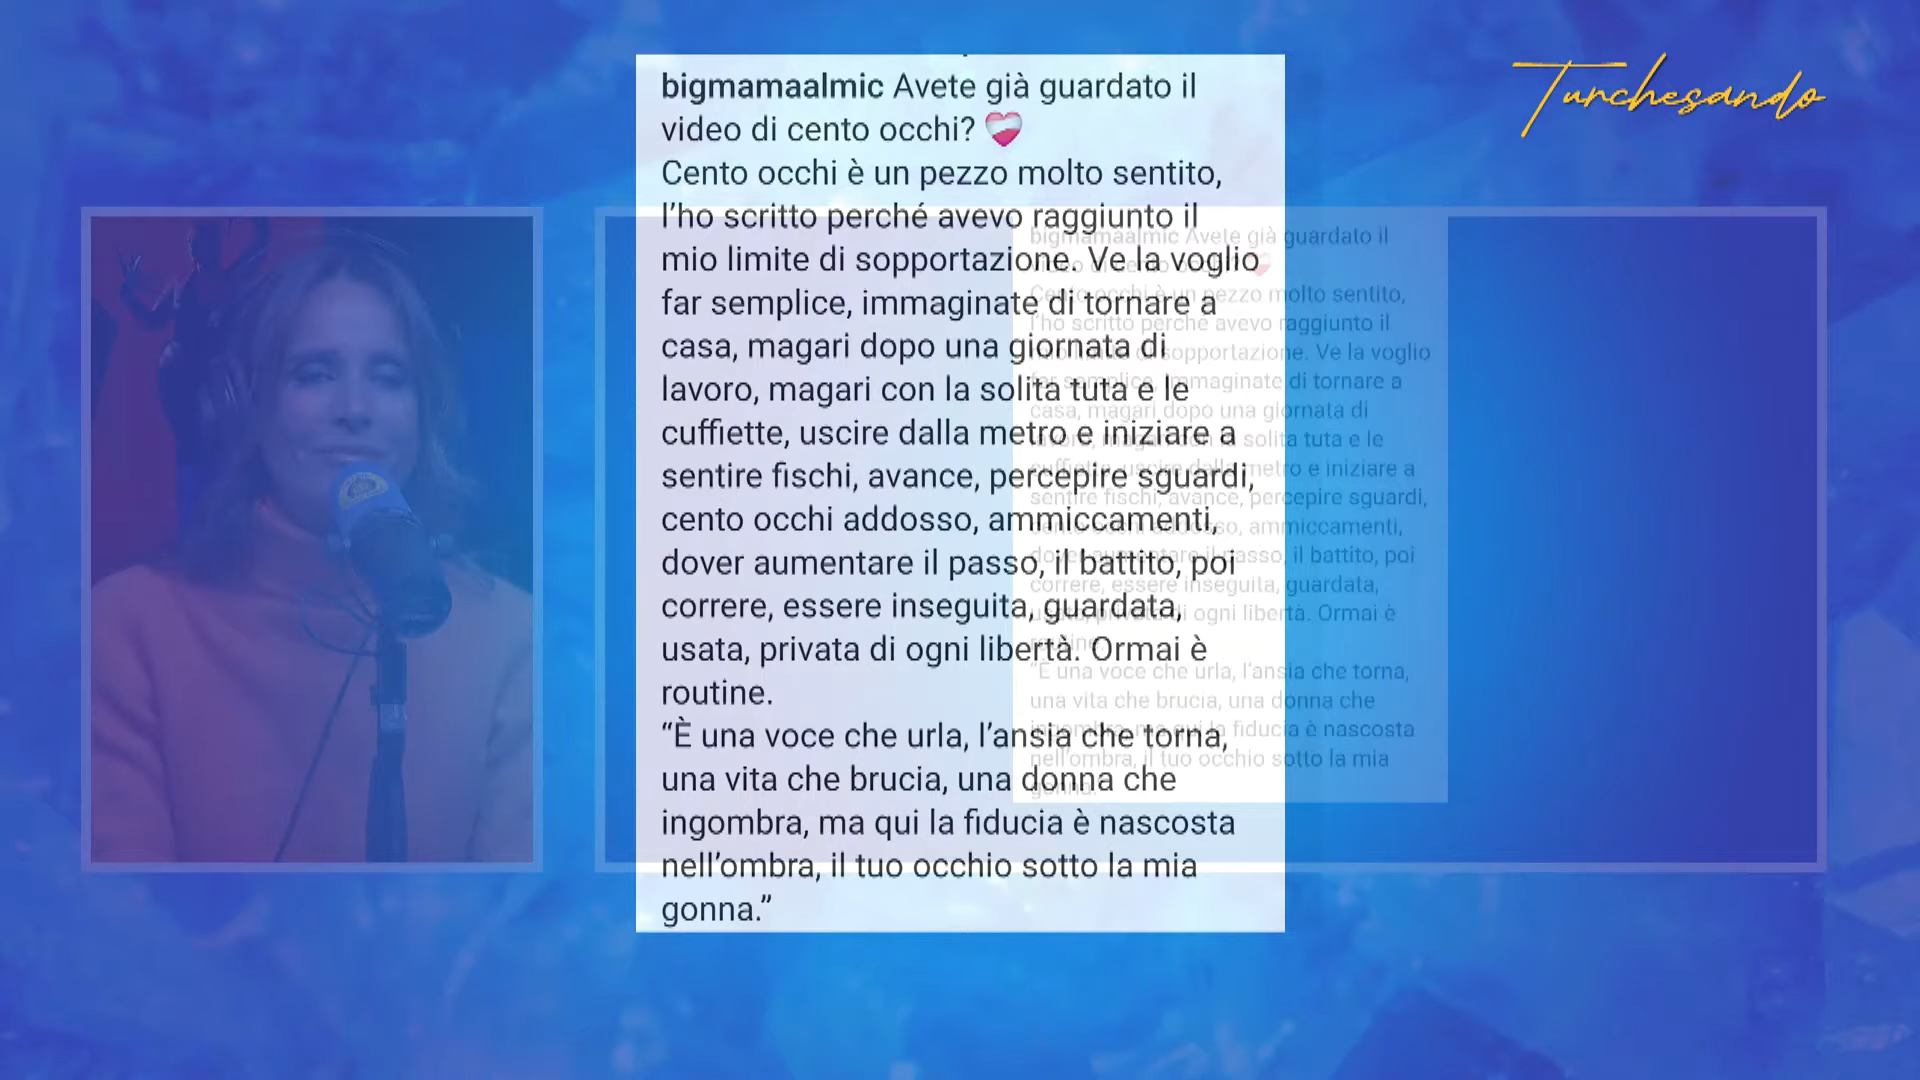 Turchesando
bigmamaalmic Avete già guardato il
video di cento occhi?
Cento occhi è un pezzo molto sentito,
l’ho scritto perché avevo raggiunto il
mio limite di sopportazione. Ve la voglio
far semplice, immaginate di tornare a
casa, magari dopo una giornata di
lavoro, magari con la solita tuta e le
cuffiette, uscire dalla metro e iniziare a
sentire fischi, avance, percepire sguardi,
cento occhi addosso, ammiccamenti,
dover aumentare il passo, il battito, poi
correre, essere inseguita, guardata,
usata, privata di ogni libertà. Ormai è
routine.
“È una voce che urla, l’ansia che torna,
una vita che brucia, una donna che
ingombra, ma qui la fiducia è nascosta
nell’ombra, il tuo occhio sotto la mia
gonna.”